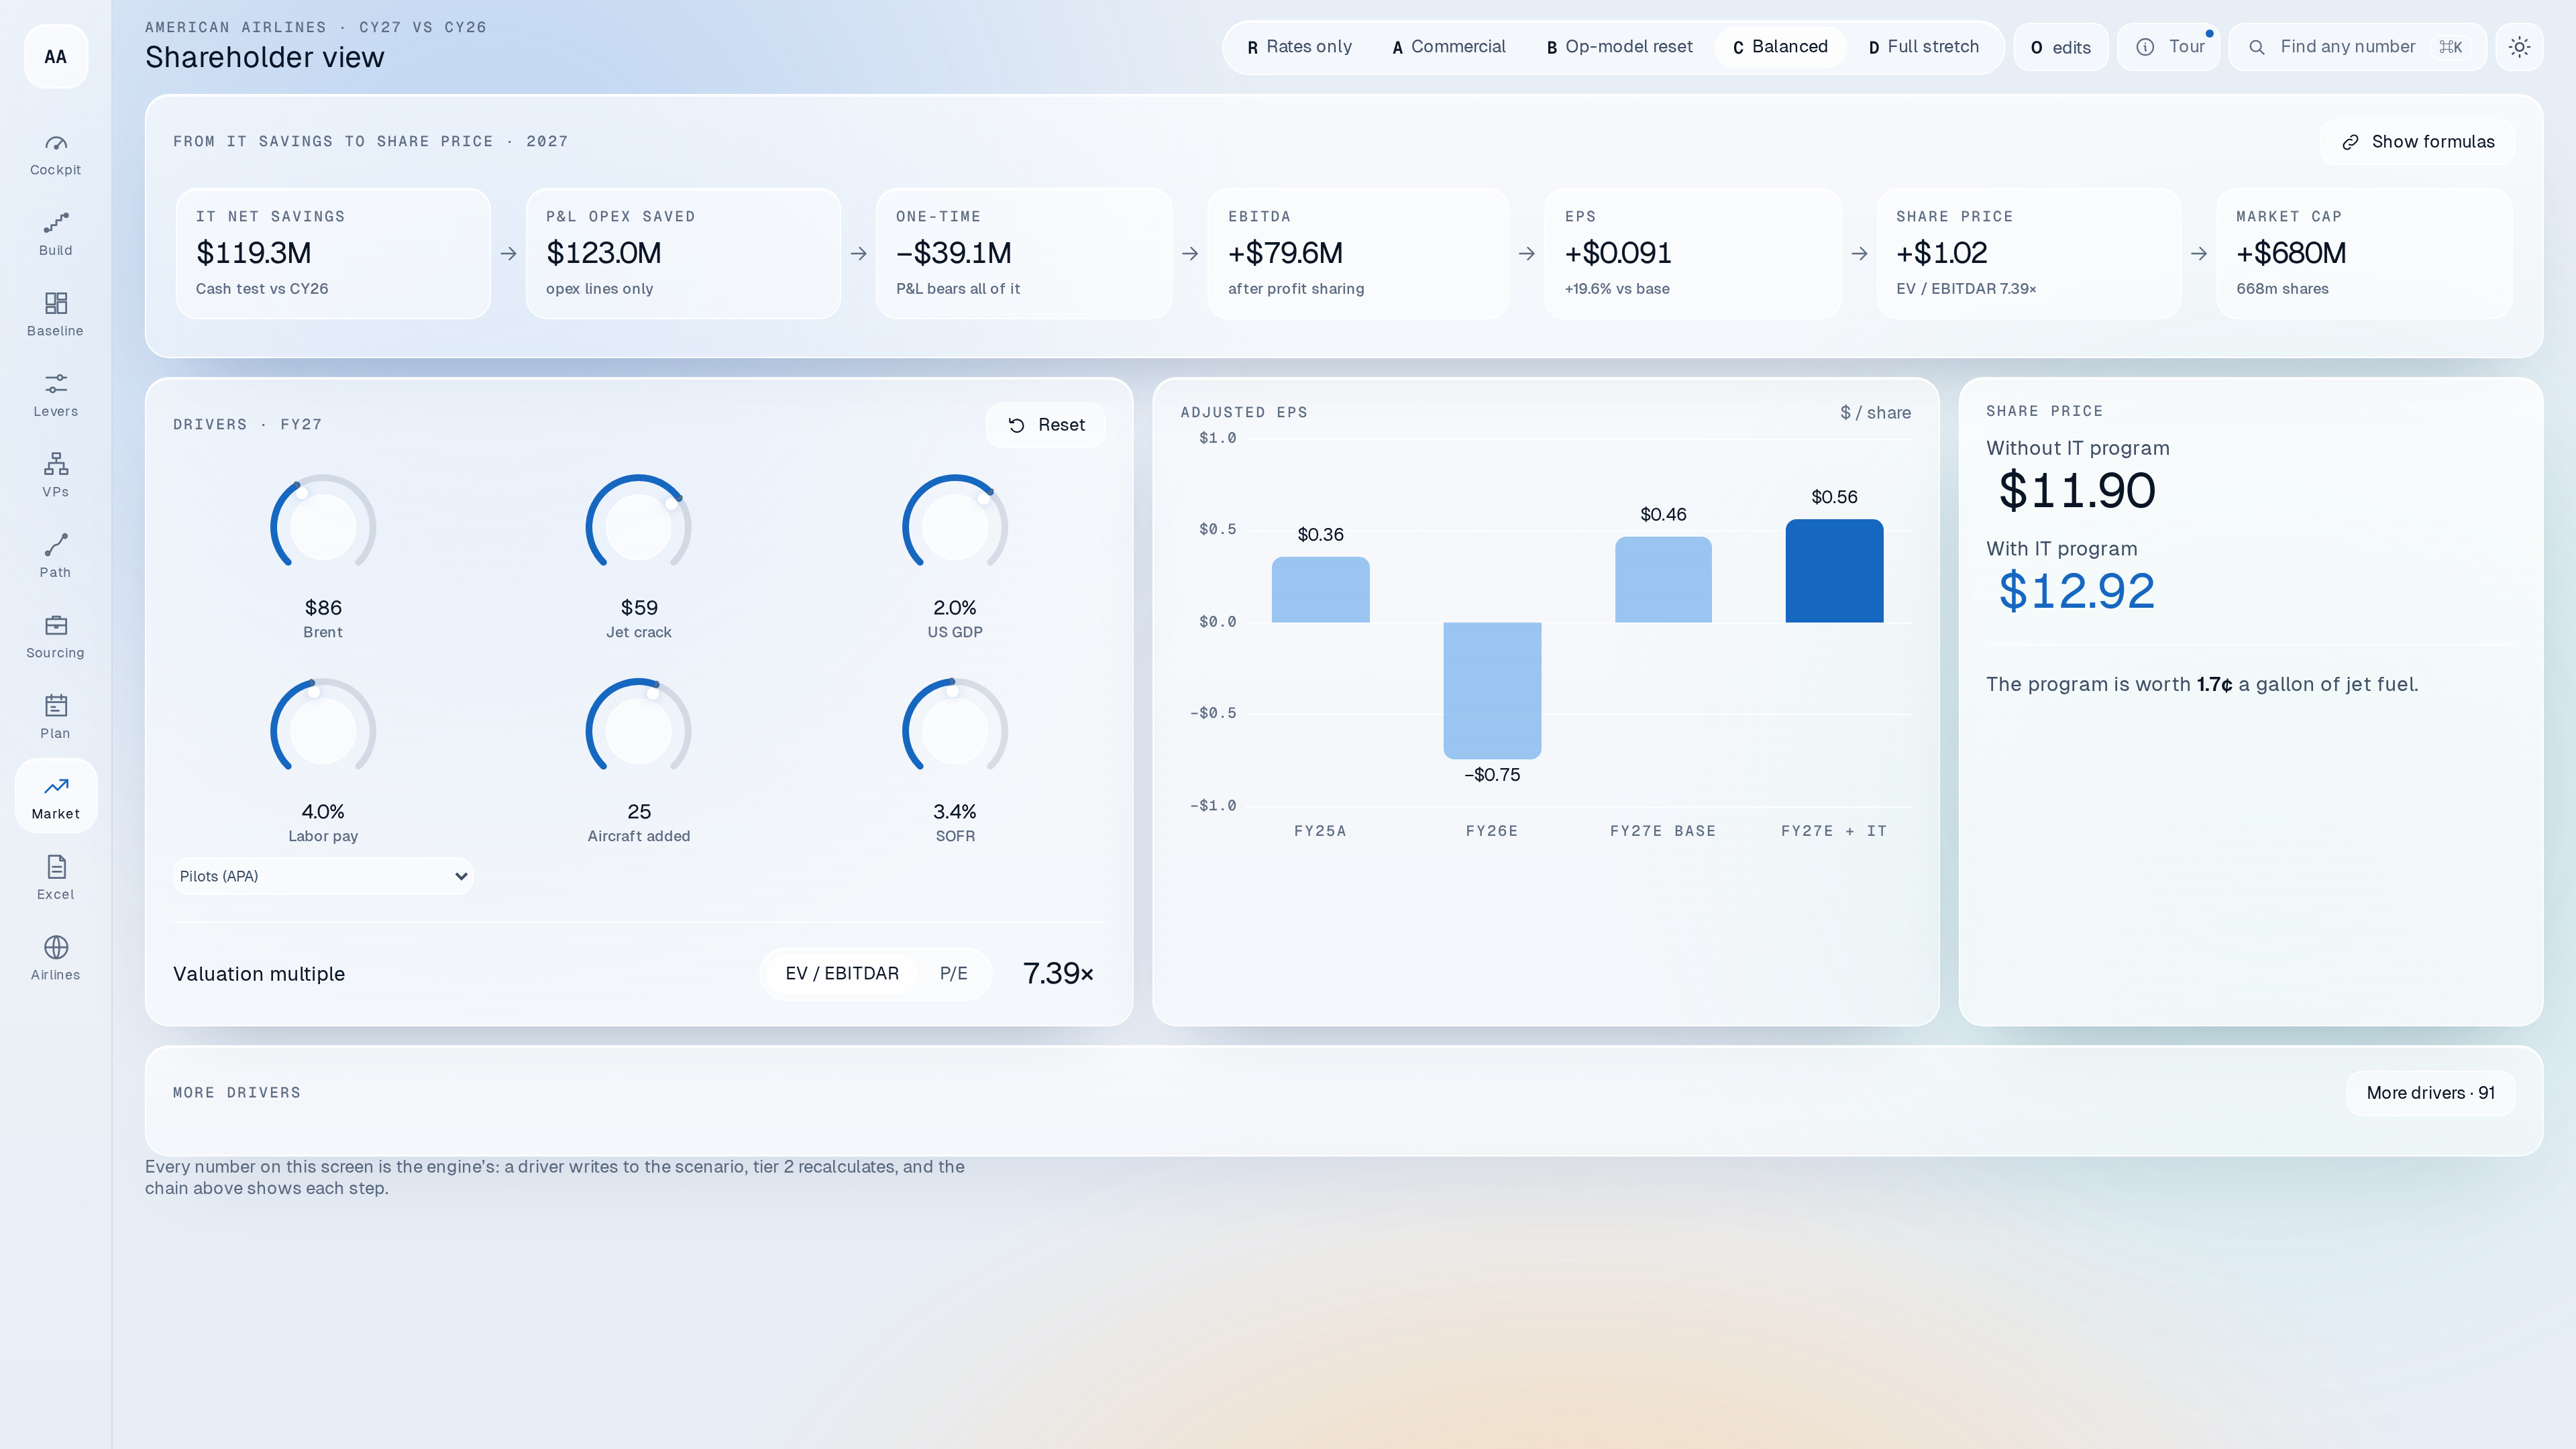 AA
AMERICAN AIRLINES · CY27 VS CY26
Shareholder view
R Rates only
A Commercial
B Op-model reset
C Balanced
D Full stretch
0 edits
Tour
Find any number ⌘K
Cockpit
Build
Baseline
Levers
VPs
Path
Sourcing
Plan
Market
Excel
Airlines
FROM IT SAVINGS TO SHARE PRICE · 2027
Show formulas
IT NET SAVINGS
$119.3M
Cash test vs CY26
→
P&L OPEX SAVED
$123.0M
opex lines only
→
ONE-TIME
−$39.1M
P&L bears all of it
→
EBITDA
+$79.6M
after profit sharing
→
EPS
+$0.091
+19.6% vs base
→
SHARE PRICE
+$1.02
EV / EBITDAR 7.39×
→
MARKET CAP
+$680M
668m shares
DRIVERS · FY27
Reset
$86
Brent
$59
Jet crack
2.0%
US GDP
4.0%
Labor pay
25
Aircraft added
3.4%
SOFR
Pilots (APA)
Valuation multiple
EV / EBITDAR
P/E
7.39×
ADJUSTED EPS
$ / share
$1.0
$0.5
$0.0
−$0.5
−$1.0
$0.36
−$0.75
$0.46
$0.56
FY25A
FY26E
FY27E BASE
FY27E + IT
SHARE PRICE
Without IT program
$11.90
With IT program
$12.92
The program is worth 1.7¢ a gallon of jet fuel.
MORE DRIVERS
More drivers · 91
Every number on this screen is the engine’s: a driver writes to the scenario, tier 2 recalculates, and the
chain above shows each step.